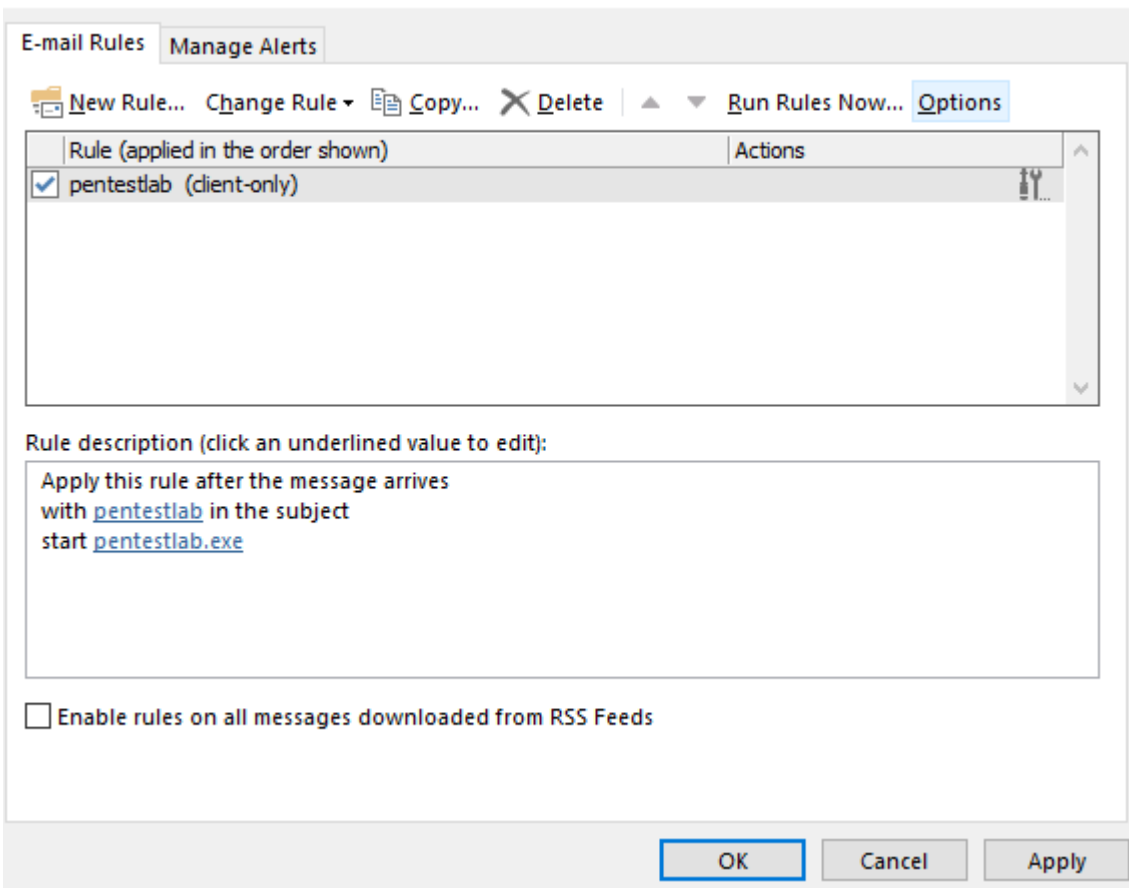 E-mail Rules Manage Alerts
New Rule... Change Rule Copy... Delete Run Rules Now... Options
Rule (applied in the order shown) Actions
pentestlab (client-only)
Rule description (click an underlined value to edit):
Apply this rule after the message arrives
with pentestlab in the subject
start pentestlab.exe
Enable rules on all messages downloaded from RSS Feeds
OK Cancel Apply